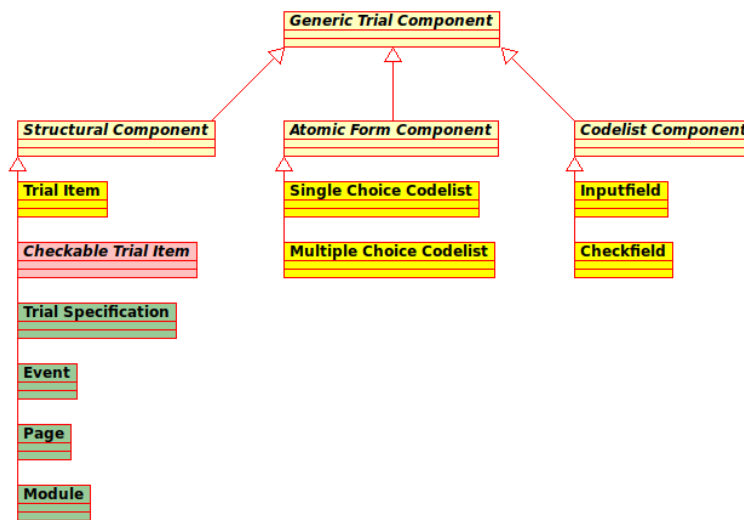 Generic Trial Component
Structural Component
Atomic Form Component
Codelist Component
Trial Item
Single Choice Codelist
Inputfield
Checkable Trial Item
Multiple Choice Codelist
Checkfield
Trial Specification
Event
Page
Module